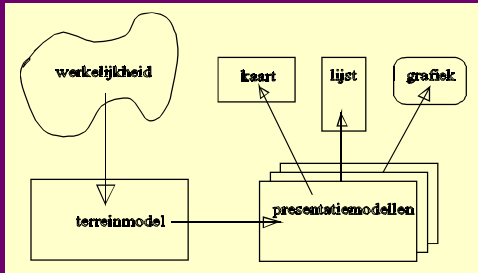 werkelijkheid
kaart
lijst
grafiek
terreinmodel
presentatiemodellen